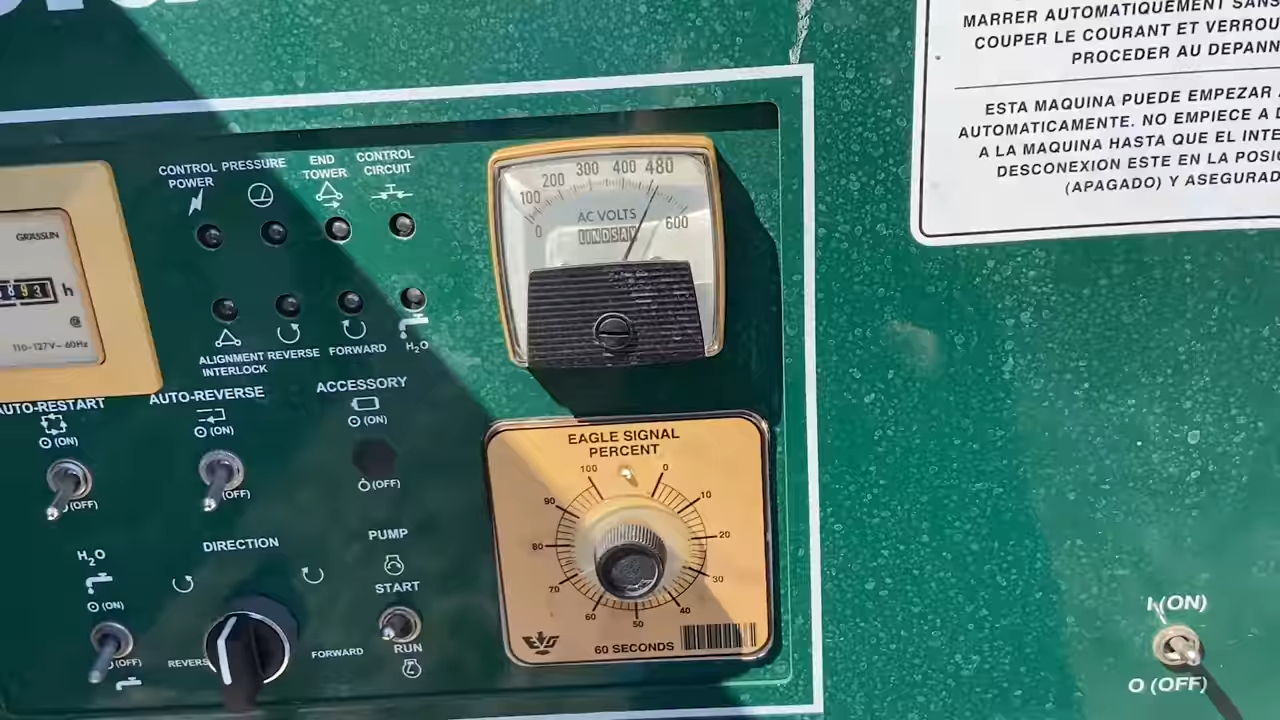 MARRER AUTOMATIQUEMENT SANS
COUPER LE COURANT ET VERROU
PROCEDER AU DEPANN
ESTA MAQUINA PUEDE EMPEZAR A
AUTOMATICAMENTE. NO EMPIECE A
A LA MAQUINA HASTA QUE EL INTE
DESCONEXION ESTE EN LA POSI
(APAGADO) Y ASEGURAD
CONTROL POWER
PRESSURE
END TOWER
CONTROL CIRCUIT
GRASSLIN
893 h
110-127V~ 60Hz
0 100 200 300 400 480 600
AC VOLTS
LINDSAY
ALIGNMENT INTERLOCK
REVERSE
FORWARD
H₂O
AUTO-RESTART
(ON)
(OFF)
AUTO-REVERSE
(ON)
(OFF)
ACCESSORY
(ON)
(OFF)
EAGLE SIGNAL
PERCENT
100 0 10 20 30 40 50 60 70 80 90
60 SECONDS
H₂O
(ON)
(OFF)
DIRECTION
REVERS
FORWARD
PUMP
START
RUN
I (ON)
O (OFF)